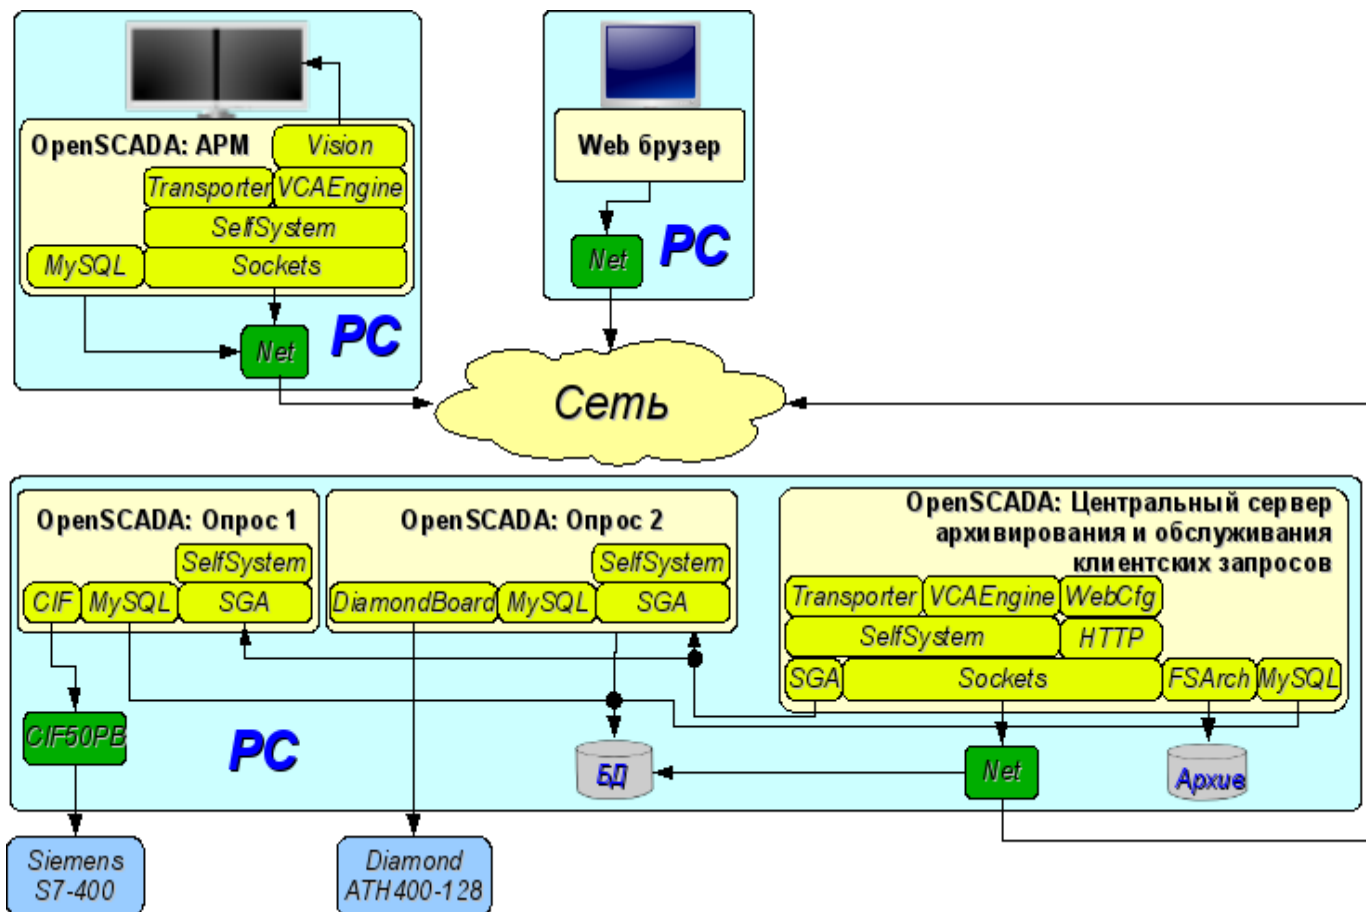 OpenSCADA: АРМ
Vision
Transporter
VCAEngine
SelfSystem
MySQL
Sockets
Net
PC
Web брузер
Net
PC
Сеть
OpenSCADA: Опрос 1
SelfSystem
CIF
MySQL
SGA
OpenSCADA: Опрос 2
SelfSystem
DiamondBoard
MySQL
SGA
OpenSCADA: Центральный сервер
архивирования и обслуживания
клиентских запросов
Transporter
VCAEngine
WebCfg
SelfSystem
HTTP
SGA
Sockets
FSArch
MySQL
CIF50PB
PC
БД
Net
Архив
Siemens
S7-400
Diamond
ATH400-128